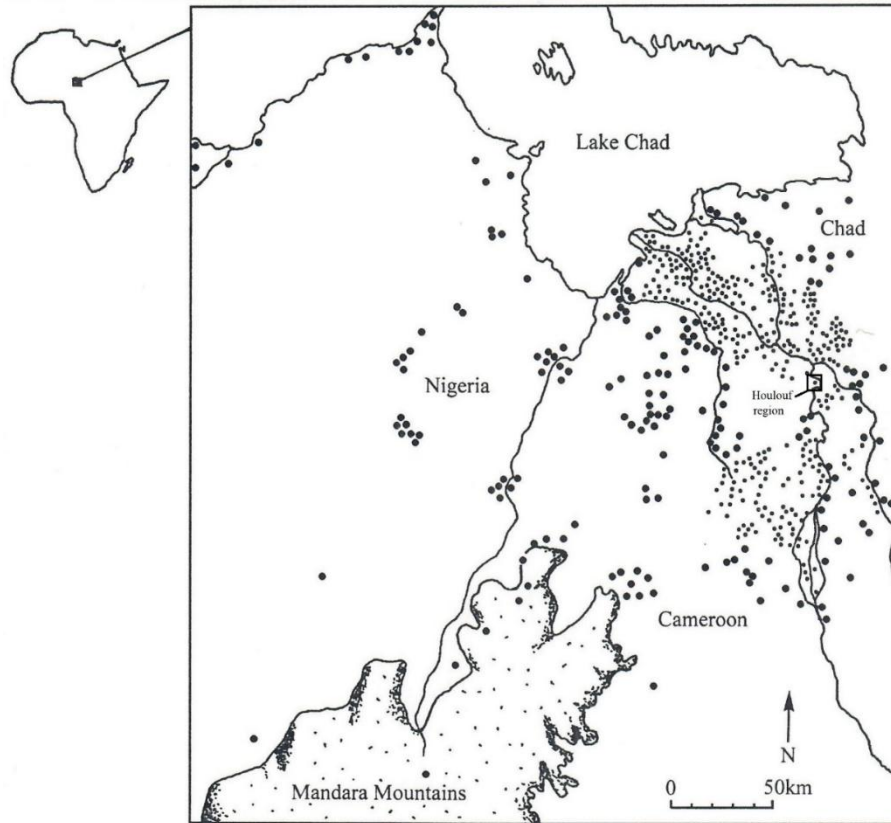 Lake Chad
Chad
Nigeria
Houlouf
region
Cameroon
N
Mandara Mountains
0 50km